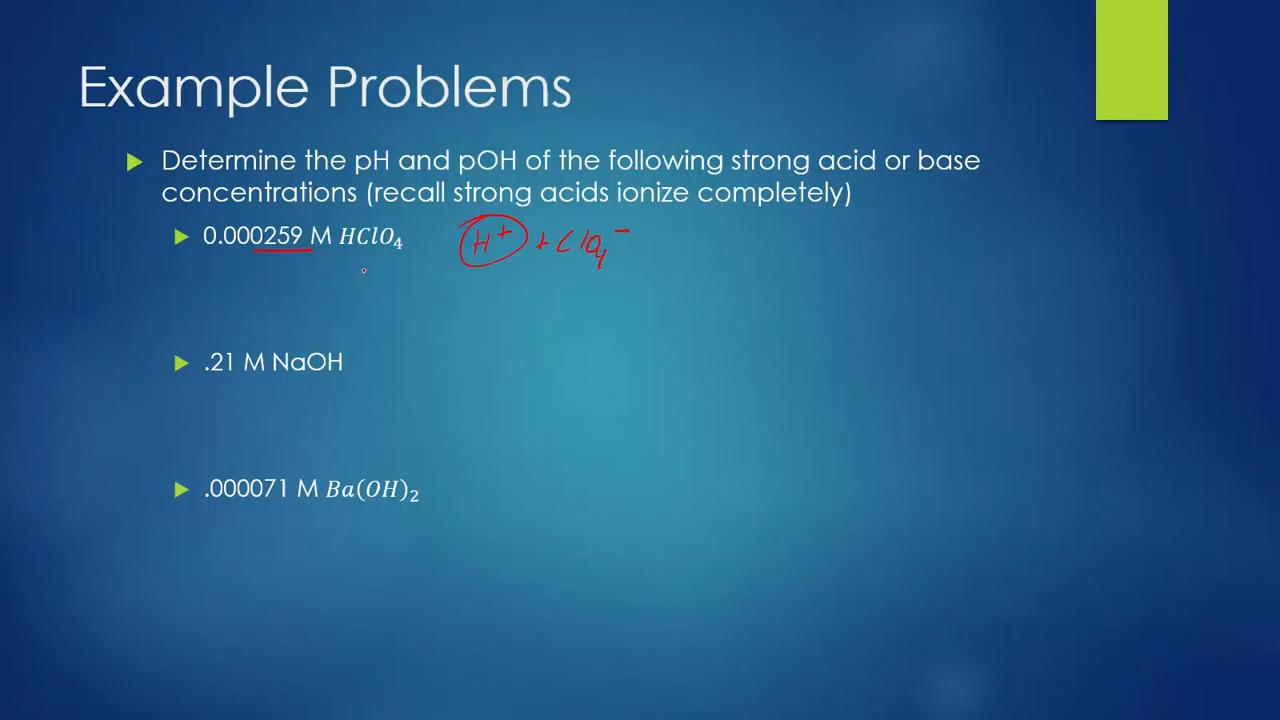 Example Problems
Determine the pH and pOH of the following strong acid or base
concentrations (recall strong acids ionize completely)
0.000259 M HClO₄ H⁺ + ClO₄⁻
.21 M NaOH
.000071 M Ba(OH)₂